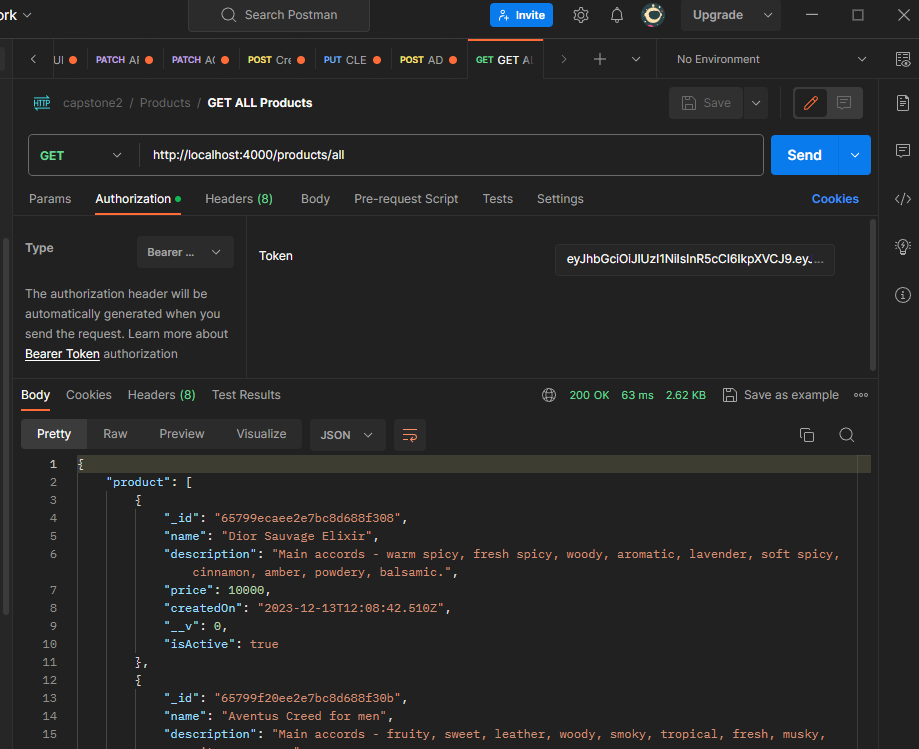 ork
Search Postman
Invite
Upgrade
PATCH
PATCH
POST Cre
PUT CLE
POST AD
GET GET AL
No Environment
HTTP
capstone2 / Products / GET ALL Products
Save
GET
http://localhost:4000/products/all
Send
Params
Authorization
Headers (8)
Body
Pre-request Script
Tests
Settings
Cookies
Type
Bearer ...
Token
The authorization header will be
automatically generated when you
send the request. Learn more about
Bearer Token authorization
Body
Cookies
Headers (8)
Test Results
200 OK
63 ms
2.62 KB
Save as example
Pretty
Raw
Preview
Visualize
JSON
1 {
2 "product": [
3 {
4 "_id": "65799ecaee2e7bc8d688f308",
5 "name": "Dior Sauvage Elixir",
6 "description": "Main accords - warm spicy, fresh spicy, woody, aromatic, lavender, soft spicy,
cinnamon, amber, powdery, balsamic.",
7 "price": 10000,
8 "createdOn": "2023-12-13T12:08:42.510Z",
9 "__v": 0,
10 "isActive": true
11 },
12 {
13 "_id": "65799f20ee2e7bc8d688f30b",
14 "name": "Aventus Creed for men",
15 "description": "Main accords - fruity, sweet, leather, woody, smoky, tropical, fresh, musky,